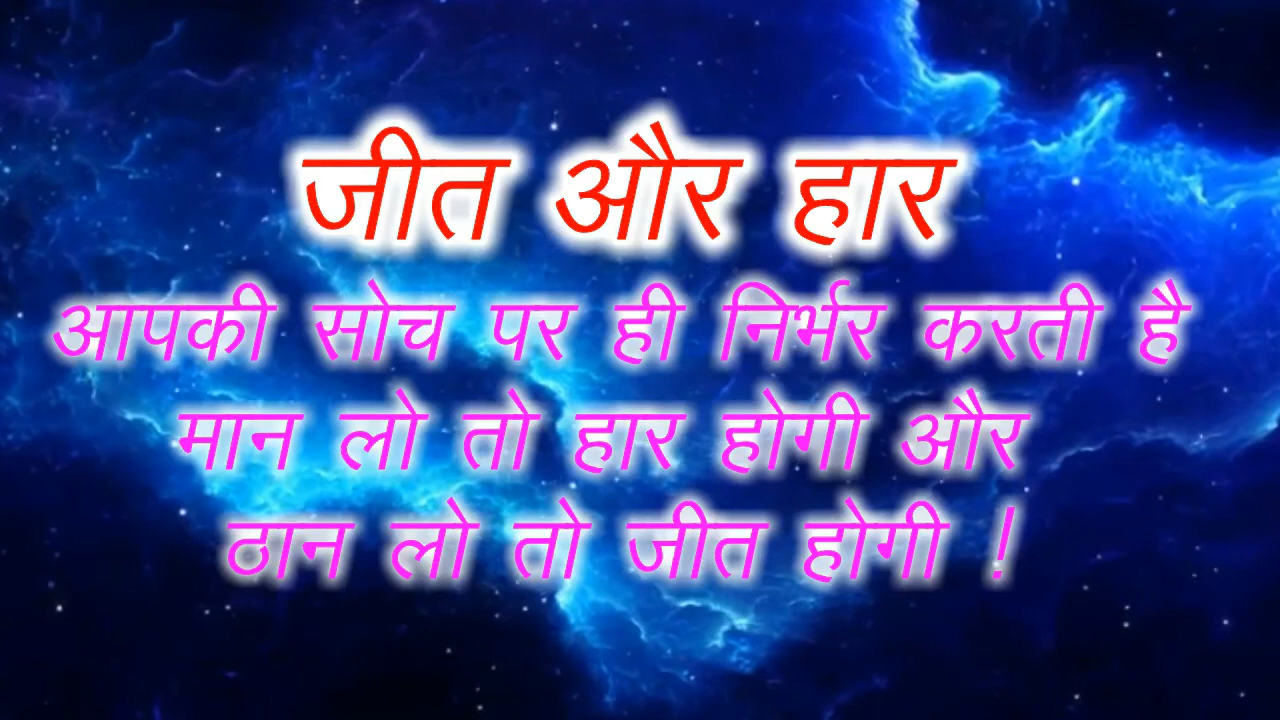 जीत और हार
आपकी सोच पर ही निर्भर करती है
मान लो तो हार होगी और
ठान लो तो जीत होगी !